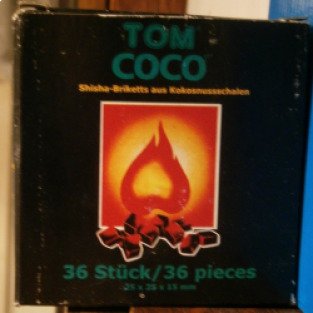 TOM
COCO
Shisha-Briketts aus Kokosnussschalen
36 Stück/36 pieces
25 x 25 x 15 mm